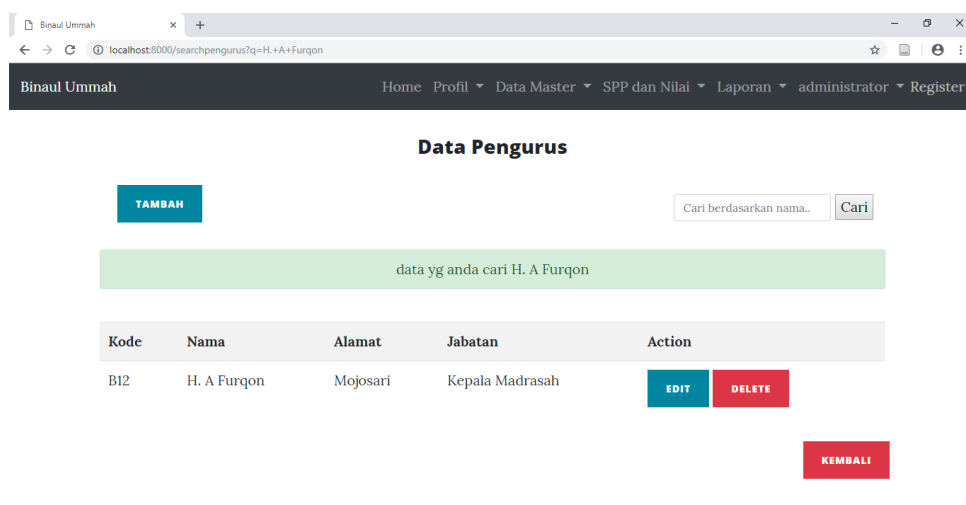 Binaul Ummah
localhost:8000/searchpengurus?q=H.+A+Furqon
Binaul Ummah Home Profil Data Master SPP dan Nilai Laporan administrator Register
Data Pengurus
TAMBAH Cari berdasarkan nama.. Cari
data yg anda cari H. A Furqon
Kode Nama Alamat Jabatan Action
B12 H. A Furqon Mojosari Kepala Madrasah EDIT DELETE
KEMBALI